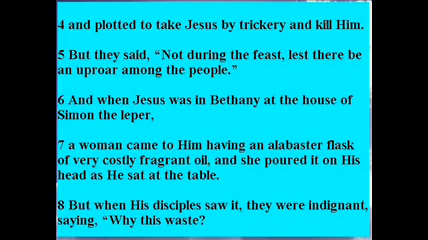 4 and plotted to take Jesus by trickery and kill Him.
5 But they said, “Not during the feast, lest there be
an uproar among the people.”
6 And when Jesus was in Bethany at the house of
Simon the leper,
7 a woman came to Him having an alabaster flask
of very costly fragrant oil, and she poured it on His
head as He sat at the table.
8 But when His disciples saw it, they were indignant,
saying, “Why this waste?